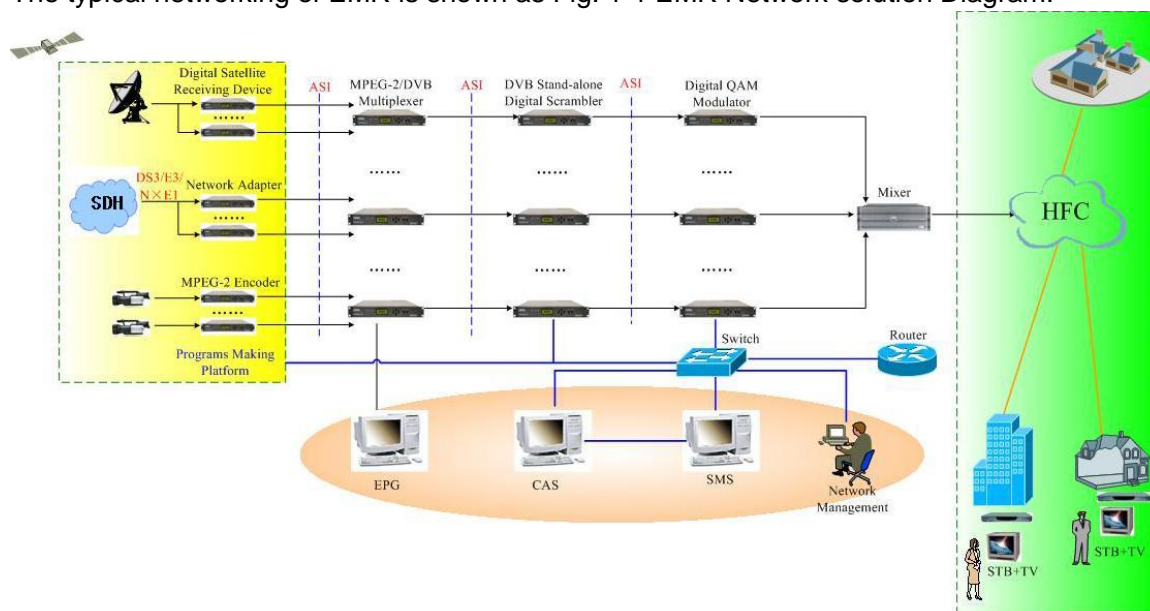 The typical networking of EMR is shown as Fig. 1-1 EMR Network solution Diagram.
Digital Satellite
Receiving Device
ASI
MPEG-2/DVB
Multiplexer
ASI
DVB Stand-alone
Digital Scrambler
ASI
Digital QAM
Modulator
......
DS3/E3/
N×E1
SDH
Network Adapter
......
......
......
......
Mixer
HFC
MPEG-2 Encoder
......
......
......
......
Programs Making
Platform
Switch
Router
EPG
CAS
SMS
Network
Management
STB+TV
STB+TV